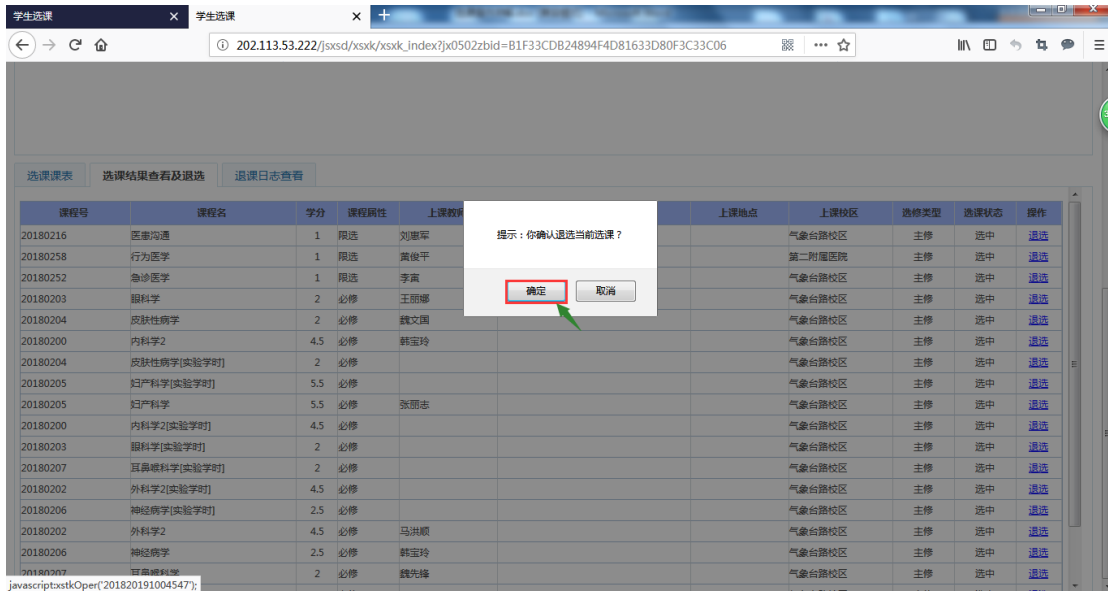 学生选课 学生选课
202.113.53.222/jsxsd/xsxk/xsxk_index?jx0502zbid=B1F33CDB24894F4D81633D80F3C33C06
选课课表 选课结果查看及退选 退课日志查看
课程号 课程名 学分 课程属性 上课教师 上课地点 上课校区 选修类型 选课状态 操作
20180216 医患沟通 1 限选 刘惠军 气象台路校区 主修 选中 退选
提示：你确认退选当前选课？
20180258 行为医学 1 限选 黄俊平 第二附属医院 主修 选中 退选
20180252 急诊医学 1 限选 李寅 气象台路校区 主修 选中 退选
确定 取消
20180203 眼科学 2 必修 王丽娜 气象台路校区 主修 选中 退选
20180204 皮肤性病学 2 必修 魏文国 气象台路校区 主修 选中 退选
20180200 内科学2 4.5 必修 韩宝玲 气象台路校区 主修 选中 退选
20180204 皮肤性病学[实验学时] 2 必修 气象台路校区 主修 选中 退选
20180205 妇产科学[实验学时] 5.5 必修 气象台路校区 主修 选中 退选
20180205 妇产科学 5.5 必修 张丽志 气象台路校区 主修 选中 退选
20180200 内科学2[实验学时] 4.5 必修 气象台路校区 主修 选中 退选
20180203 眼科学[实验学时] 2 必修 气象台路校区 主修 选中 退选
20180207 耳鼻喉科学[实验学时] 2 必修 气象台路校区 主修 选中 退选
20180202 外科学2[实验学时] 4.5 必修 气象台路校区 主修 选中 退选
20180206 神经病学[实验学时] 2.5 必修 气象台路校区 主修 选中 退选
20180202 外科学2 4.5 必修 马洪顺 气象台路校区 主修 选中 退选
20180206 神经病学 2.5 必修 韩宝玲 气象台路校区 主修 选中 退选
20180207 耳鼻喉科学 2 必修 魏先锋 气象台路校区 主修 选中 退选
javascript:xstkOper('201820191004547');